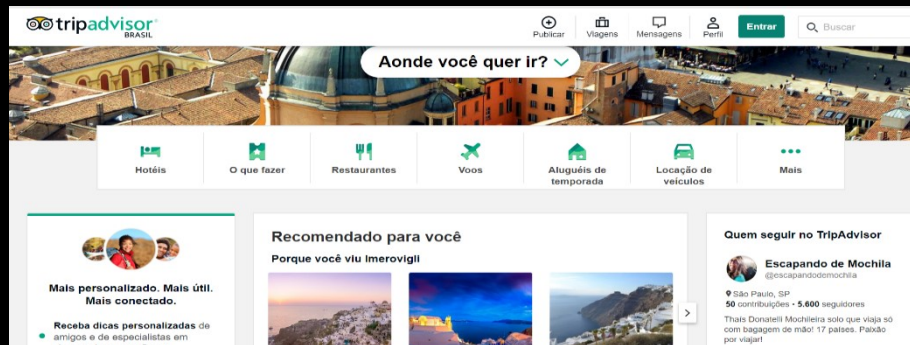 tripadvisor
BRASIL
Publicar
Viagens
Mensagens
Perfil
Entrar
Buscar
Aonde você quer ir?
Hotéis
O que fazer
Restaurantes
Voos
Aluguéis de
temporada
Locação de
veículos
Mais
Mais personalizado. Mais útil.
Mais conectado.
Receba dicas personalizadas de
amigos e de especialistas em
Recomendado para você
Porque você viu Imerovigli
Quem seguir no TripAdvisor
Escapando de Mochila
@escapandodemochila
São Paulo, SP
50 contribuições • 5.600 seguidores
Thaís Donatelli Mochileira solo que viaja só
com bagagem de mão! 17 países. Paixão
por viajar!